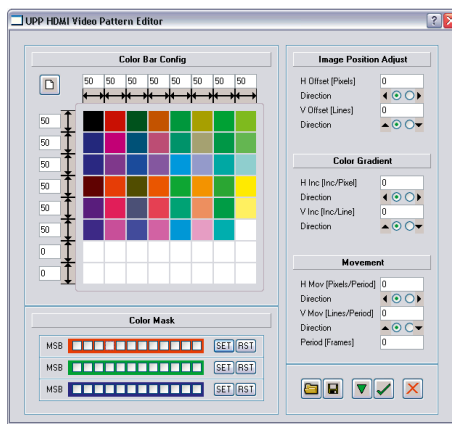 UPP HDMI Video Pattern Editor
Color Bar Config
50 50 50 50 50 50 50 50
50
50
50
50
50
50
0
0
Color Mask
MSB SET RST
MSB SET RST
MSB SET RST
Image Position Adjust
H Offset [Pixels] 0
Direction
V Offset [Lines] 0
Direction
Color Gradient
H Inc [Inc/Pixel] 0
Direction
V Inc [Inc/Line] 0
Direction
Movement
H Mov [Pixels/Period] 0
Direction
V Mov [Lines/Period] 0
Direction
Period [Frames] 0